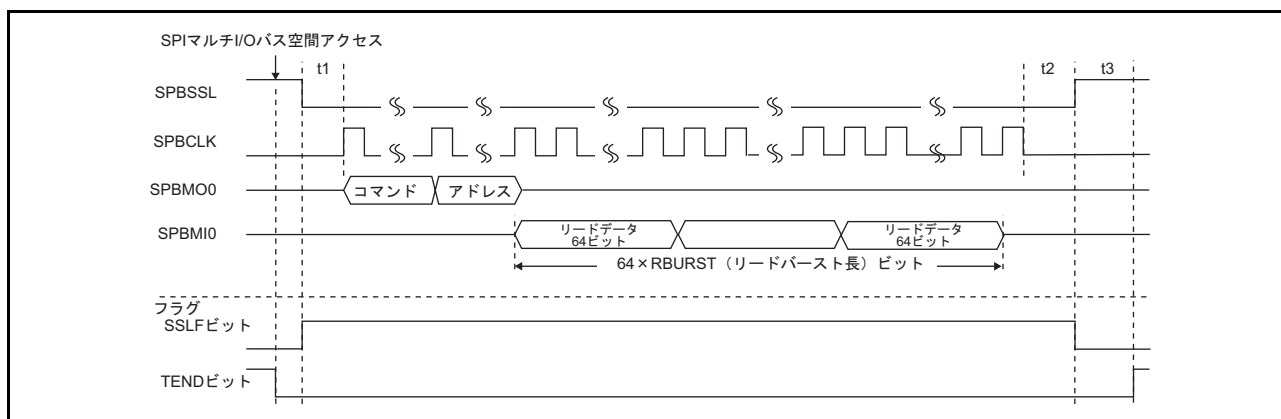 SPIマルチI/Oバス空間アクセス
t1
t2
t3
SPBSSL
SPBCLK
SPBMO0
コマンド
アドレス
SPBMI0
リードデータ
64ビット
リードデータ
64ビット
64×RBURST（リードバースト長）ビット
フラグ
SSLFビット
TENDビット